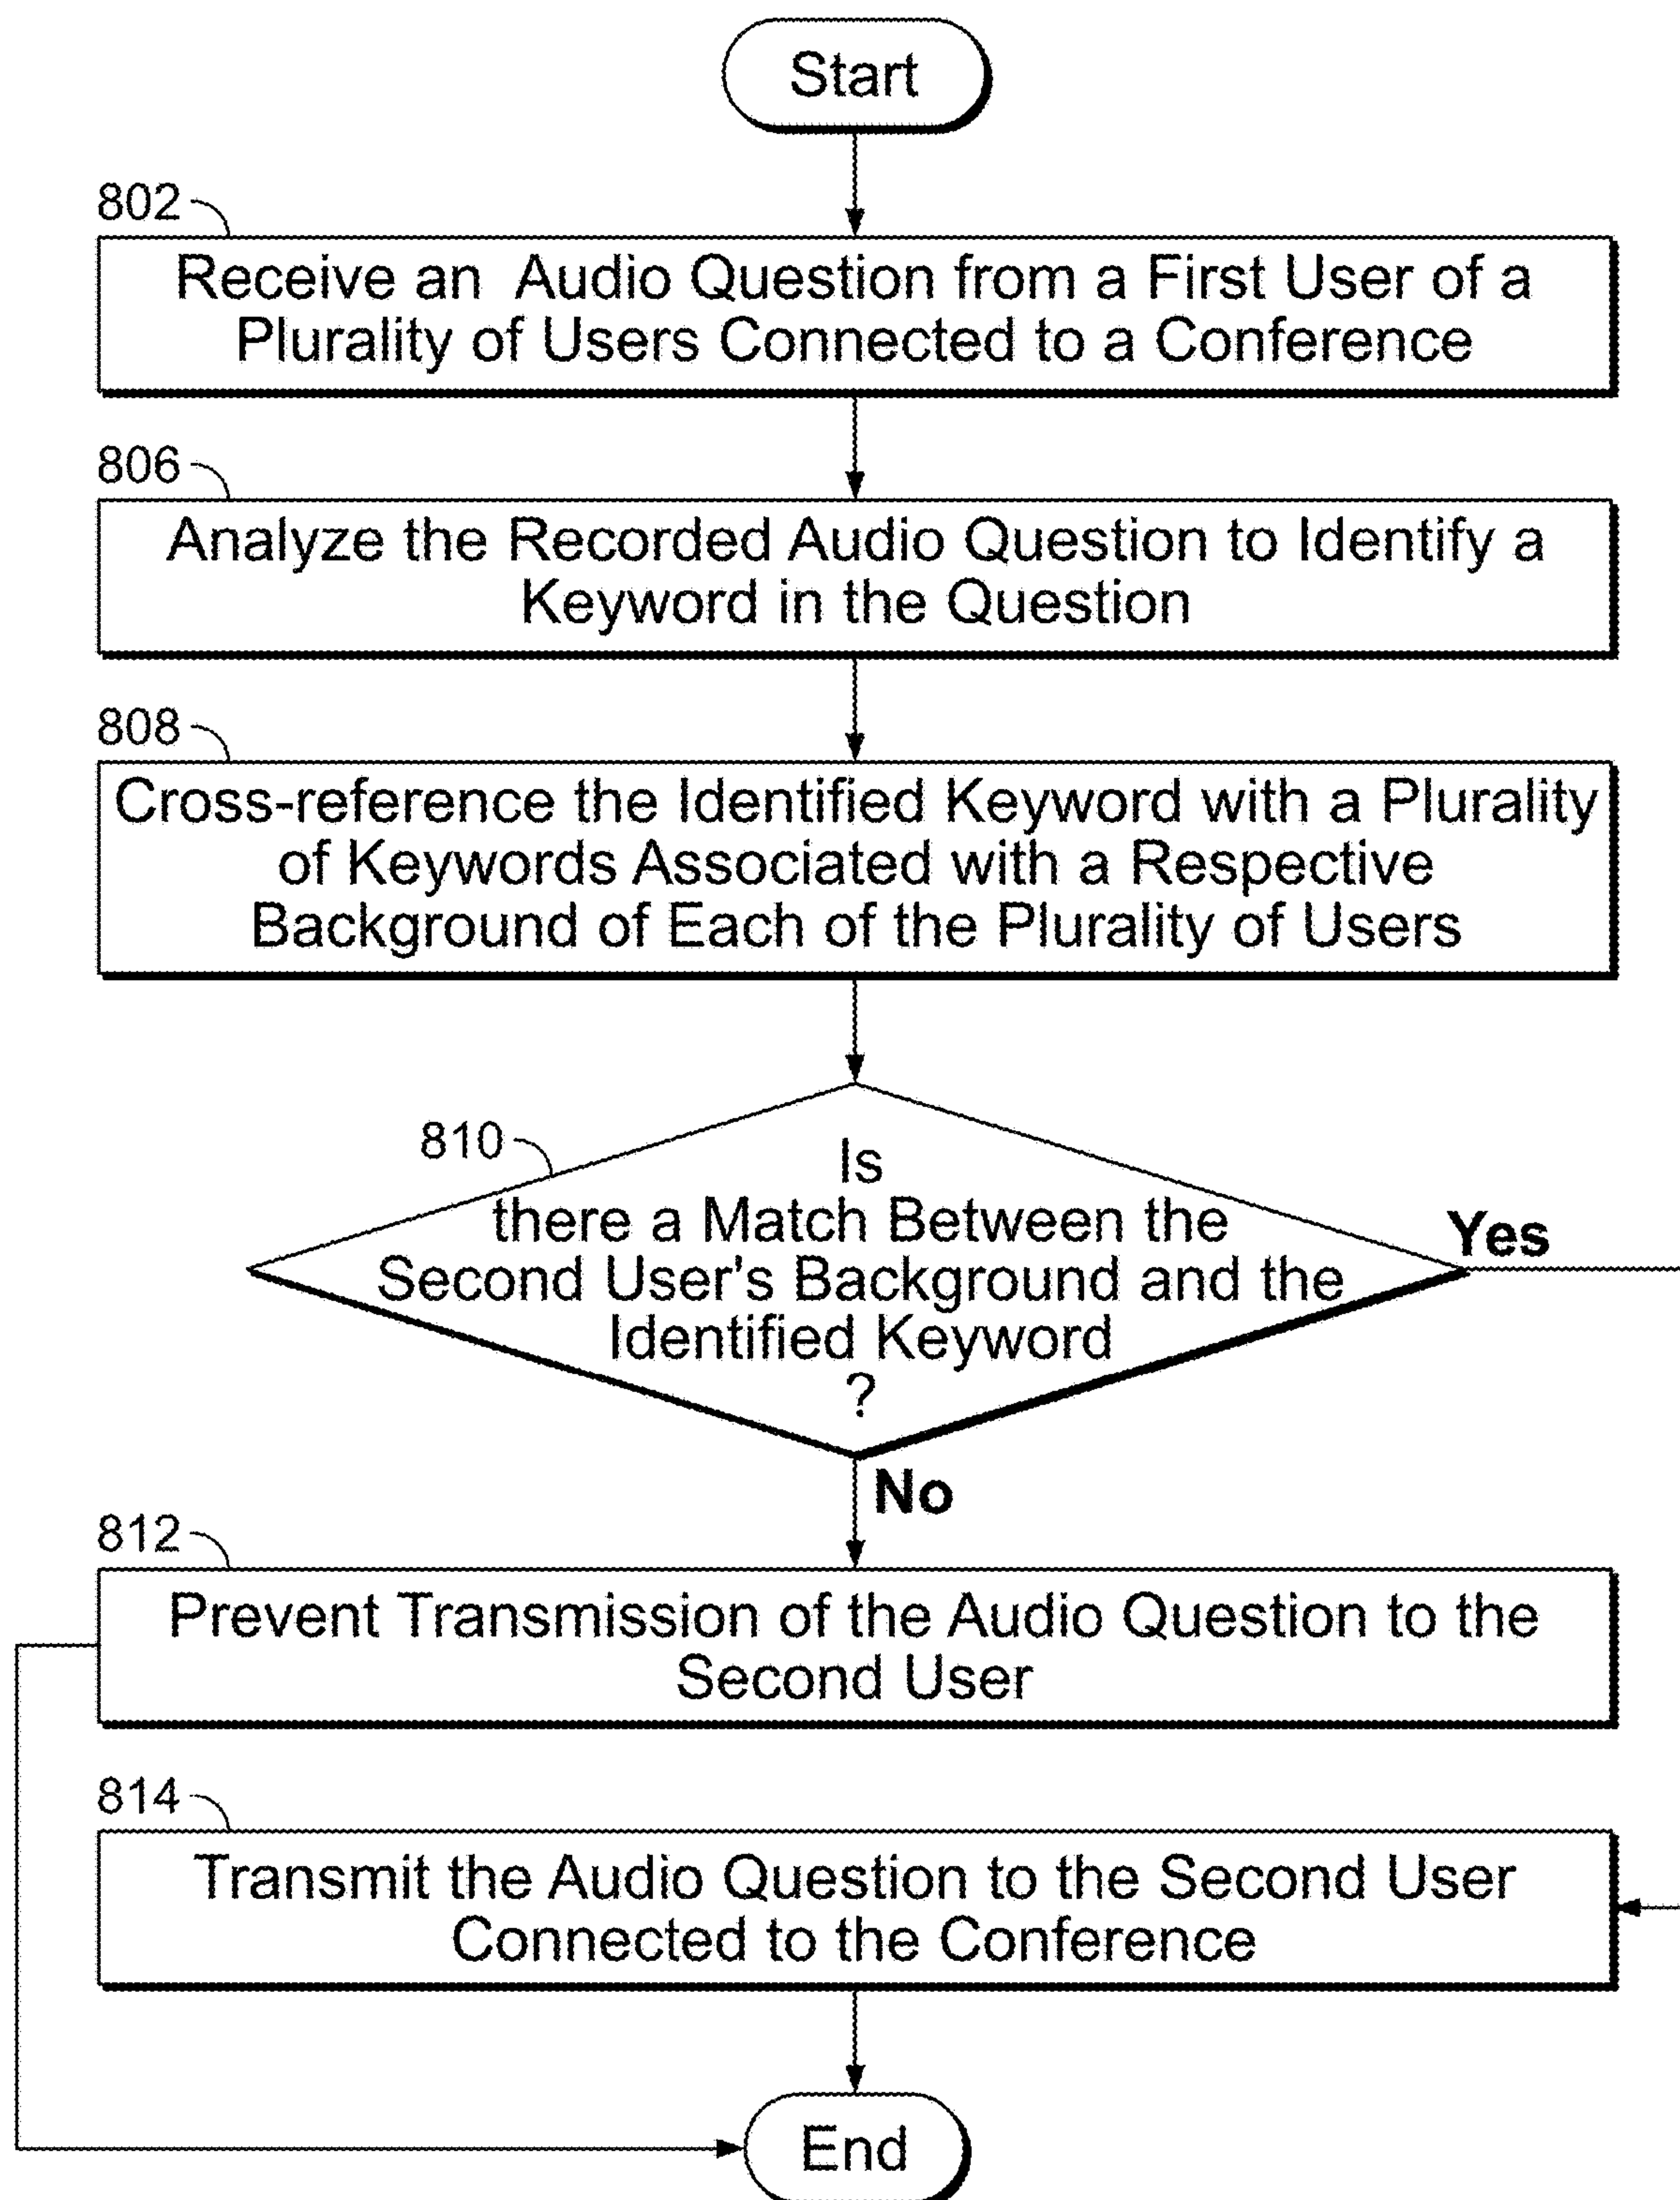 Start
802
Receive an Audio Question from a First User of a
Plurality of Users Connected to a Conference
806
Analyze the Recorded Audio Question to Identify a
Keyword in the Question
808
Cross-reference the Identified Keyword with a Plurality
of Keywords Associated with a Respective
Background of Each of the Plurality of Users
810
Is
there a Match Between the
Second User's Background and the
Identified Keyword
?
Yes
No
812
Prevent Transmission of the Audio Question to the
Second User
814
Transmit the Audio Question to the Second User
Connected to the Conference
End